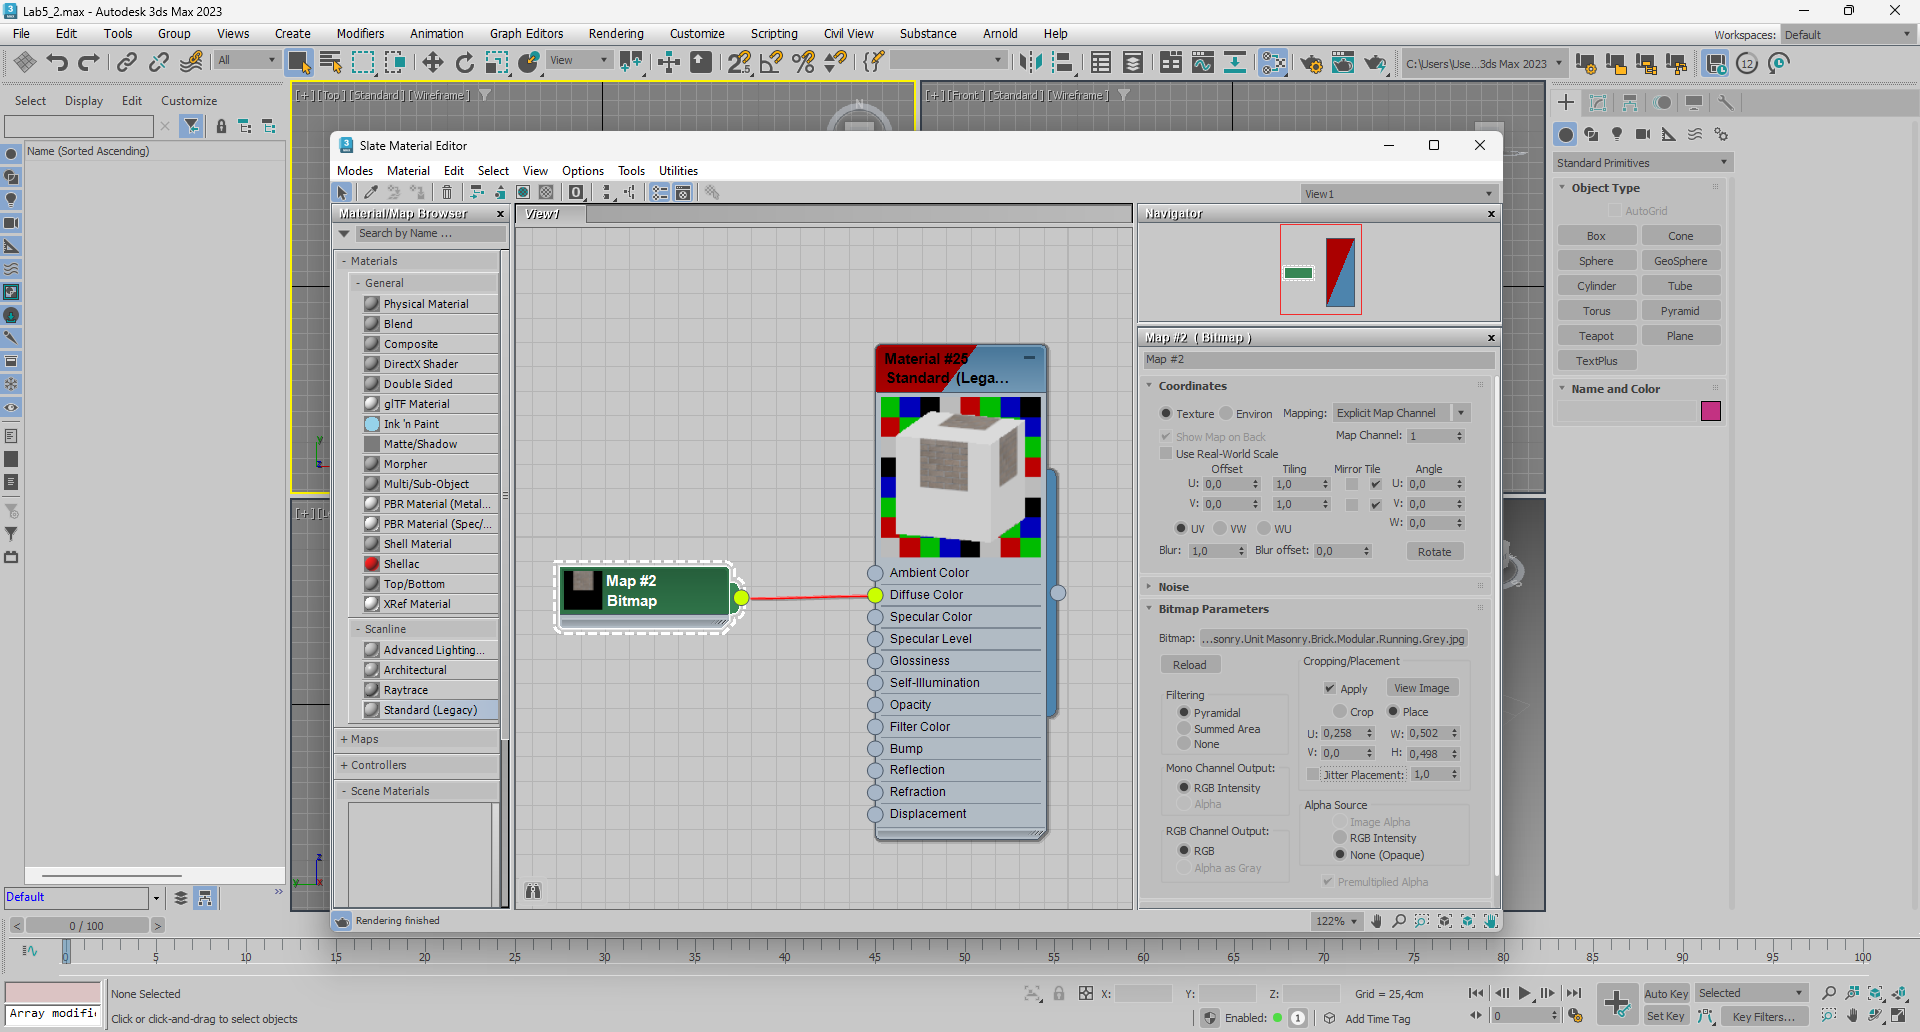 Lab5_2.max - Autodesk 3ds Max 2023
File Edit Tools Group Views Create Modifiers Animation Graph Editors Rendering Customize Scripting Civil View Substance Arnold Help
Workspaces: Default
All
View
C:\Users\Use...3ds Max 2023
12
Select Display Edit Customize
Name (Sorted Ascending)
[+] [Top] [Standard] [Wireframe]
[+] [Front] [Standard] [Wireframe]
N
Slate Material Editor
Modes Material Edit Select View Options Tools Utilities
View1
Material/Map Browser
Search by Name ...
- Materials
- General
Physical Material
Blend
Composite
DirectX Shader
Double Sided
glTF Material
Ink 'n Paint
Matte/Shadow
Morpher
Multi/Sub-Object
PBR Material (Metal...
PBR Material (Spec/...
Shell Material
Shellac
Top/Bottom
XRef Material
- Scanline
Advanced Lighting...
Architectural
Raytrace
Standard (Legacy)
+ Maps
+ Controllers
- Scene Materials
Rendering finished
View1
Map #2
Bitmap
Material #25
Standard (Lega...
Ambient Color
Diffuse Color
Specular Color
Specular Level
Glossiness
Self-Illumination
Opacity
Filter Color
Bump
Reflection
Refraction
Displacement
Navigator
Map #2 ( Bitmap )
Map #2
Coordinates
Texture Environ Mapping: Explicit Map Channel
Show Map on Back Map Channel: 1
Use Real-World Scale
Offset Tiling Mirror Tile Angle
U: 0,0 1,0 U: 0,0
V: 0,0 1,0 V: 0,0
W: 0,0
UV VW WU
Blur: 1,0 Blur offset: 0,0 Rotate
Noise
Bitmap Parameters
Bitmap: ...sonry.Unit Masonry.Brick.Modular.Running.Grey.jpg
Reload
Cropping/Placement
Apply View Image
Crop Place
U: 0,258 W: 0,502
V: 0,0 H: 0,498
Jitter Placement: 1,0
Filtering
Pyramidal
Summed Area
None
Mono Channel Output:
RGB Intensity
Alpha
RGB Channel Output:
RGB
Alpha as Gray
Alpha Source
Image Alpha
RGB Intensity
None (Opaque)
Premultiplied Alpha
122%
Standard Primitives
Object Type
AutoGrid
Box Cone
Sphere GeoSphere
Cylinder Tube
Torus Pyramid
Teapot Plane
TextPlus
Name and Color
Default
< 0 / 100 >
0 5 10 15 20 25 30 35 40 45 50 55 60 65 70 75 80 85 90 95 100
Array modifi
None Selected
Click or click-and-drag to select objects
X: Y: Z: Grid = 25,4cm
Enabled: 1 Add Time Tag
0
Auto Key Selected
Set Key Key Filters...